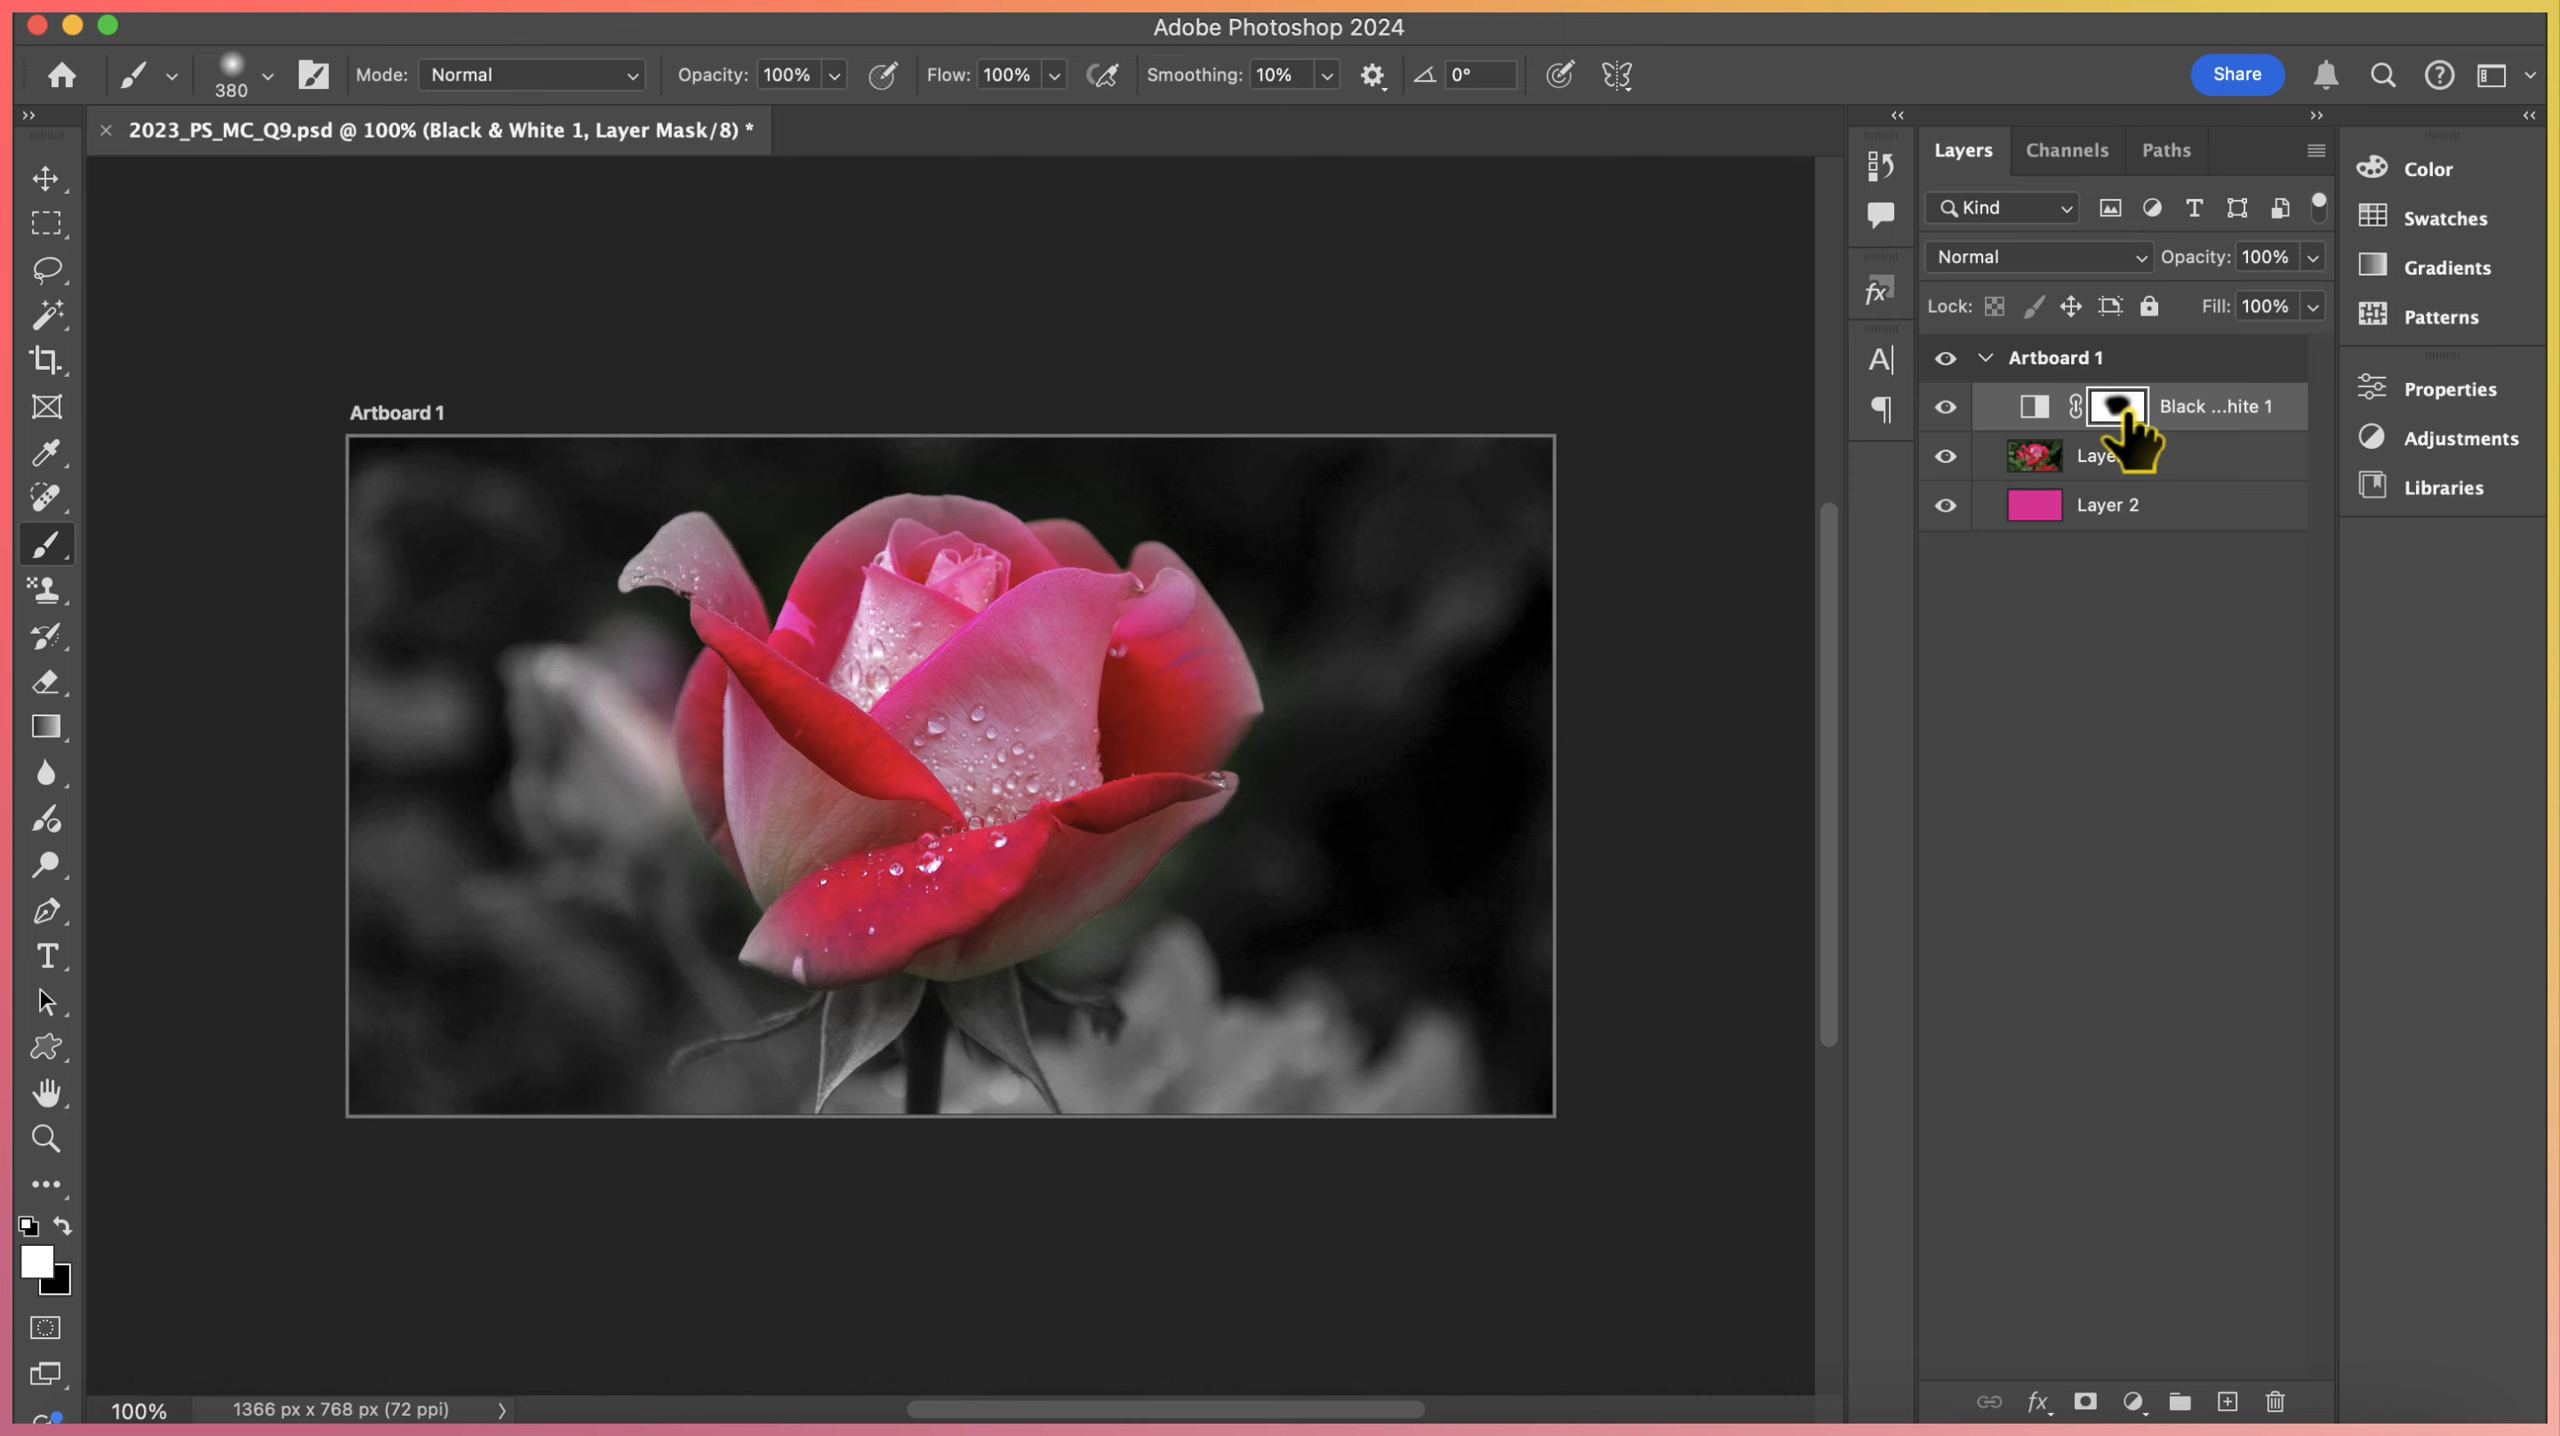 Adobe Photoshop 2024
380
Mode: Normal
Opacity: 100%
Flow: 100%
Smoothing: 10%
0°
Share
2023_PS_MC_Q9.psd @ 100% (Black & White 1, Layer Mask/8) *
Layers
Channels
Paths
Kind
Normal
Opacity: 100%
Lock:
Fill: 100%
Artboard 1
Black ...hite 1
Layer 2
Color
Swatches
Gradients
Patterns
Properties
Adjustments
Libraries
Artboard 1
100%
1366 px x 768 px (72 ppi)